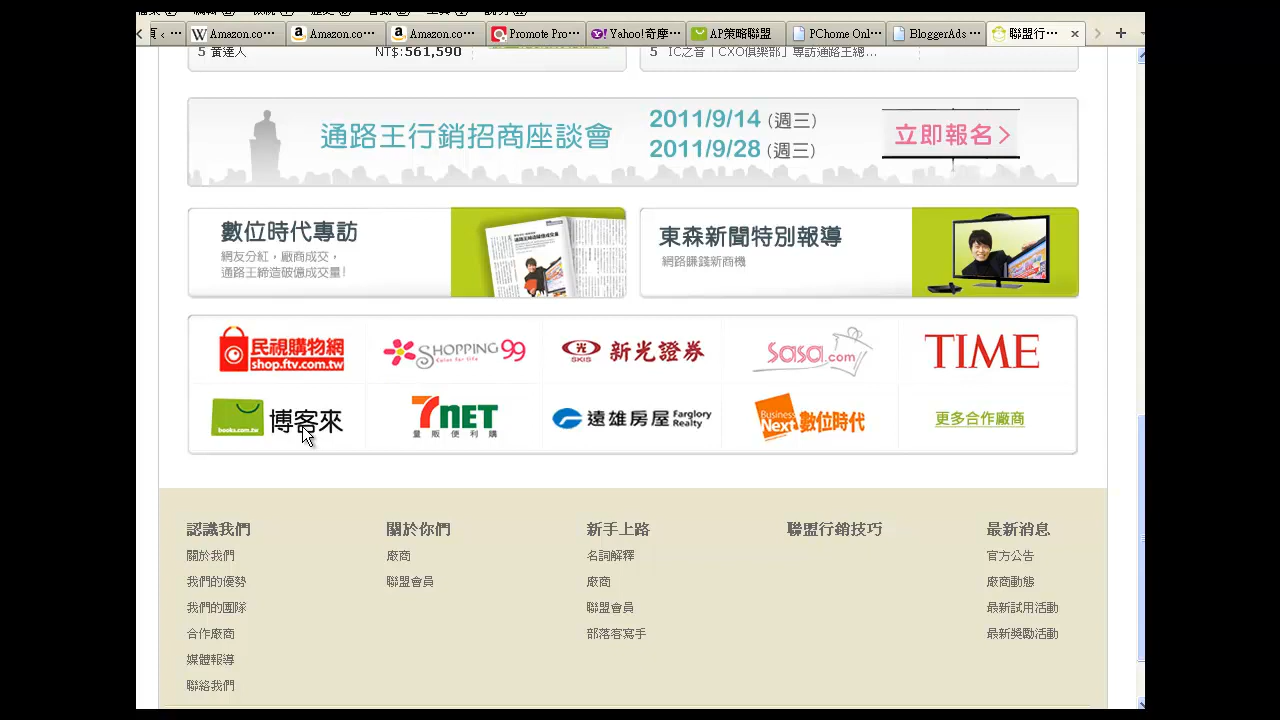 Amazon.co…
Amazon.co…
Amazon.co…
Promote Pro…
Yahoo!奇摩…
AP策略聯盟
PChome Onl…
BloggerAds …
聯盟行…
5 黃達人
NT$:561,590
5 IC之音「CXO俱樂部」專訪通路王總...
通路王行銷招商座談會
2011/9/14 (週三)
2011/9/28 (週三)
立即報名
數位時代專訪
網友分紅，廠商成交，
通路王締造破億成交量!
東森新聞特別報導
網路賺錢新商機
民視購物網
shop.ftv.com.tw
SHOPPING 99
Color for life
光
SKIS
新光證券
Sasa.com
TIME
books.com.tw
博客來
7NET
量販便利購
遠雄房屋
Farglory
Realty
Business
Next
數位時代
更多合作廠商
認識我們
關於我們
我們的優勢
我們的團隊
合作廠商
媒體報導
聯絡我們
關於你們
廠商
聯盟會員
新手上路
名詞解釋
廠商
聯盟會員
部落客寫手
聯盟行銷技巧
最新消息
官方公告
廠商動態
最新試用活動
最新獎勵活動